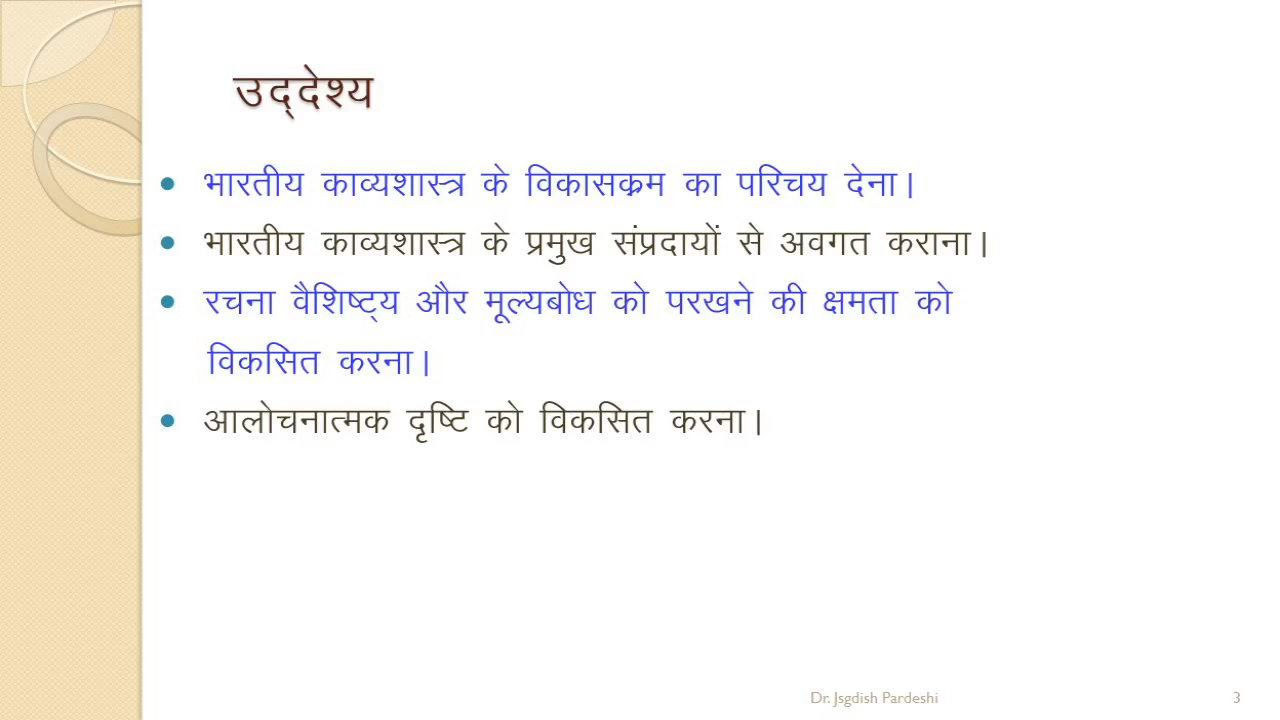 उद्‌देश्य
• भारतीय काव्यशास्त्र के विकासक्रम का परिचय देना।
• भारतीय काव्यशास्त्र के प्रमुख संप्रदायों से अवगत कराना।
• रचना वैशिष्ट्य और मूल्यबोध को परखने की क्षमता को
विकसित करना।
• आलोचनात्मक दृष्टि को विकसित करना।
Dr. Jsgdish Pardeshi
3